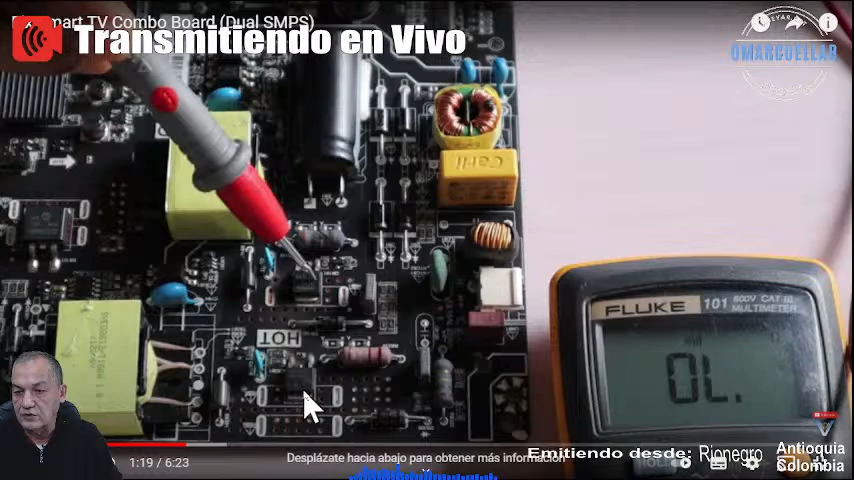 Smart TV Combo Board (Dual SMPS)
Transmitiendo en Vivo
OMARCUELLAR
Carli
HOT
FLUKE 101 600V CAT III
MULTIMETER
OL.
1:19 / 6:23
Desplázate hacia abajo para obtener más información
Emitiendo desde: Rionegro Antioquia
Colombia